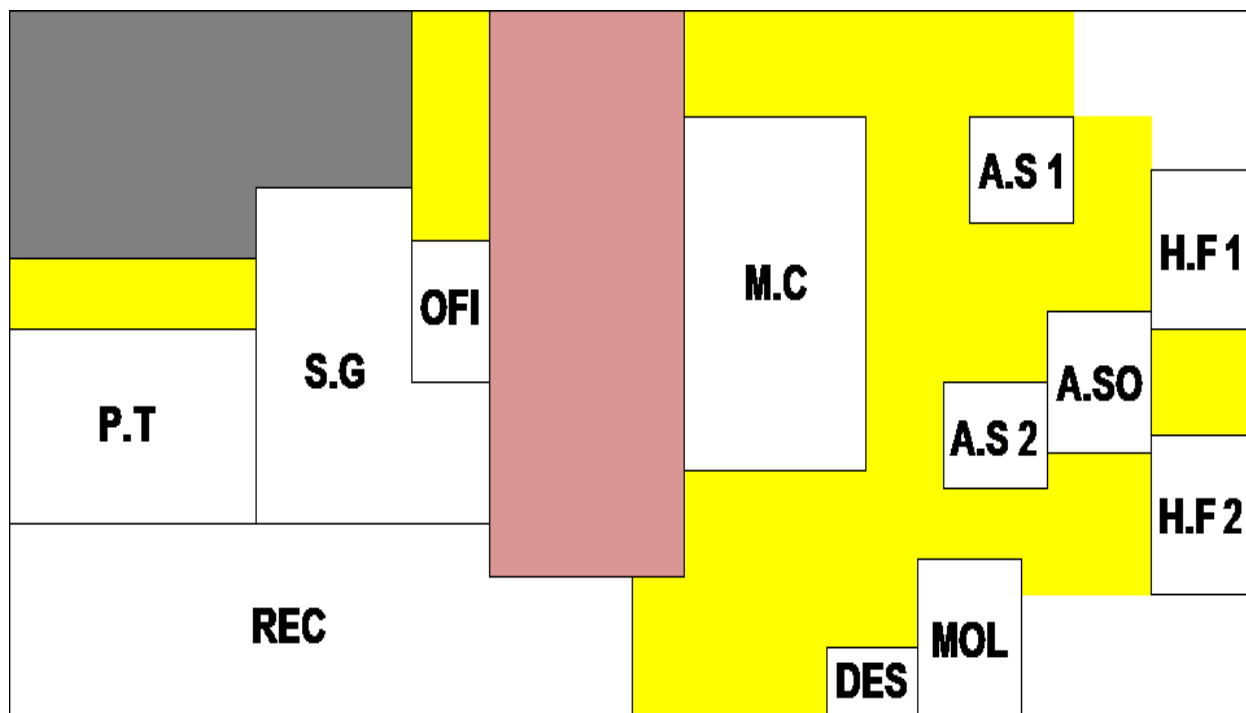 A.S 1
H.F 1
M.C
OFI
S.G
A.SO
P.T
A.S 2
H.F 2
REC
MOL
DES